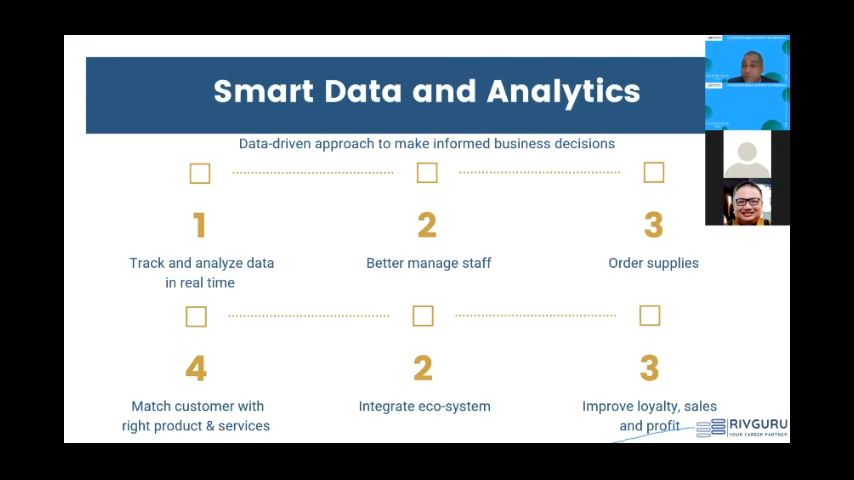 Smart Data and Analytics
Data-driven approach to make informed business decisions
1
2
3
Track and analyze data
in real time
Better manage staff
Order supplies
4
2
3
Match customer with
right product & services
Integrate eco-system
Improve loyalty, sales
and profit
RIVGURU
YOUR CAREER PARTNER